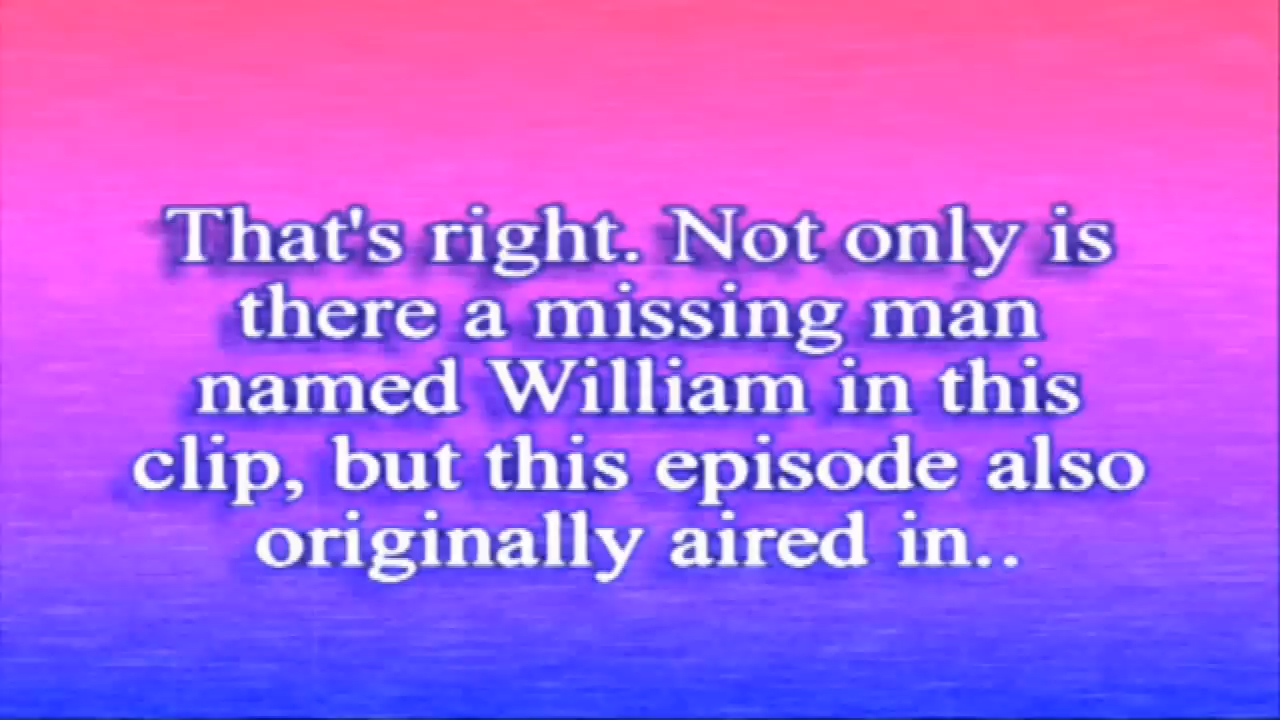 That's right. Not only is
there a missing man
named William in this
clip, but this episode also
originally aired in..